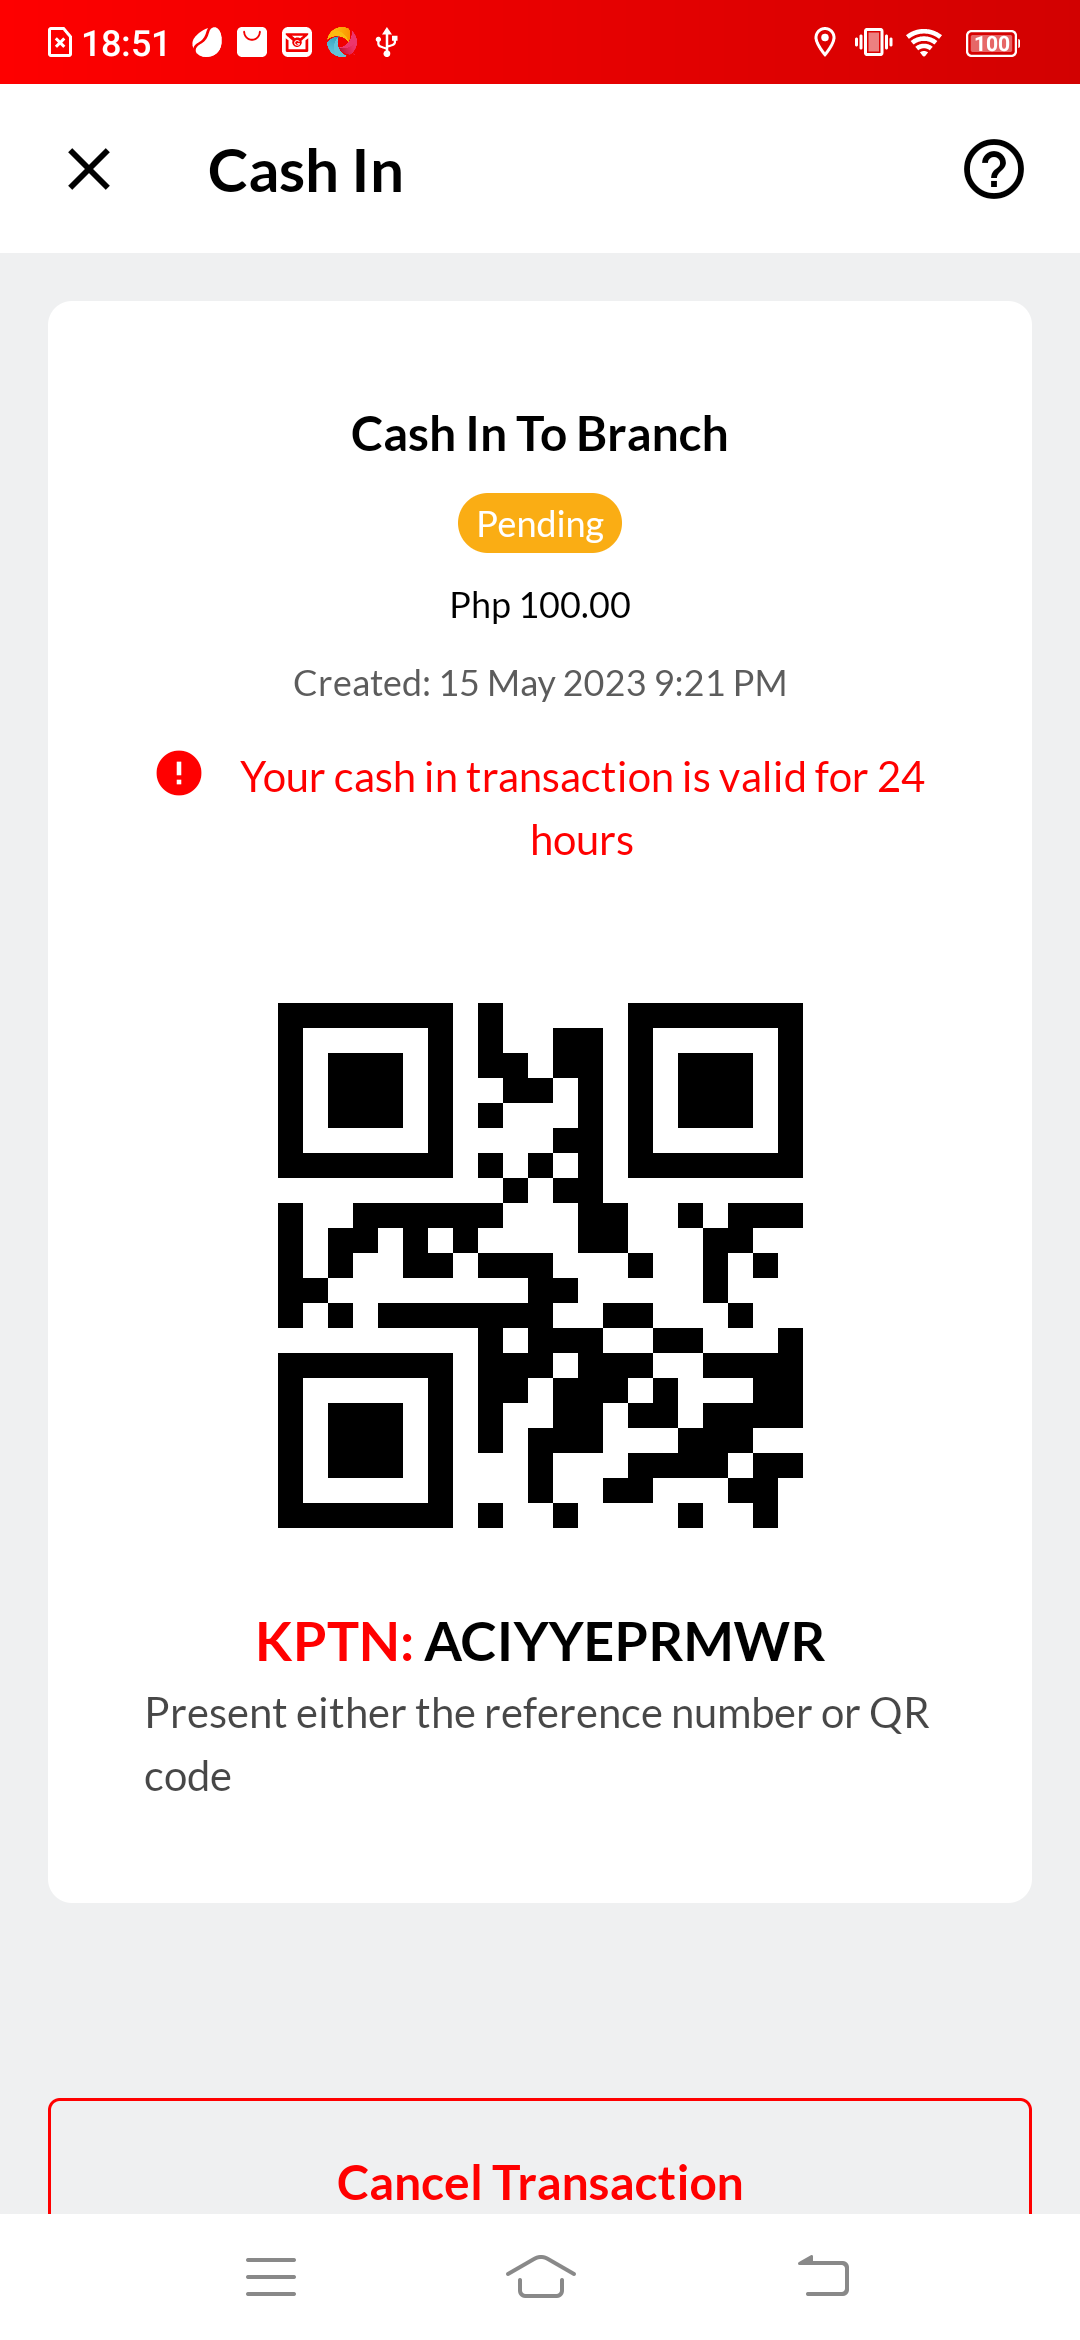 18:51
100
Cash In
Cash In To Branch
Pending
Php 100.00
Created: 15 May 2023 9:21 PM
Your cash in transaction is valid for 24
hours
KPTN: ACIYYEPRMWR
Present either the reference number or QR
code
Cancel Transaction